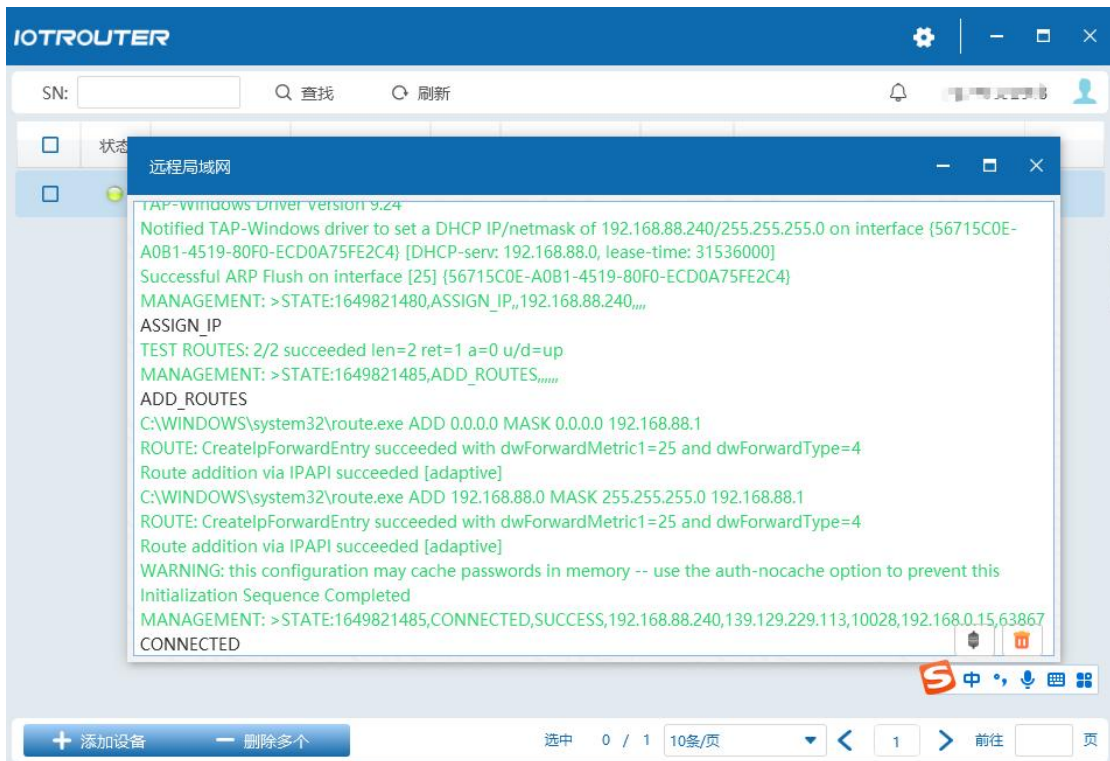 IOTROUTER
SN:
查找
刷新
状态
远程局域网
TAP-Windows Driver Version 9.24
Notified TAP-Windows driver to set a DHCP IP/netmask of 192.168.88.240/255.255.255.0 on interface {56715C0E-
A0B1-4519-80F0-ECD0A75FE2C4} [DHCP-serv: 192.168.88.0, lease-time: 31536000]
Successful ARP Flush on interface [25] {56715C0E-A0B1-4519-80F0-ECD0A75FE2C4}
MANAGEMENT: >STATE:1649821480,ASSIGN_IP,,192.168.88.240,,,,
ASSIGN_IP
TEST ROUTES: 2/2 succeeded len=2 ret=1 a=0 u/d=up
MANAGEMENT: >STATE:1649821485,ADD_ROUTES,,,,,,
ADD_ROUTES
C:\WINDOWS\system32\route.exe ADD 0.0.0.0 MASK 0.0.0.0 192.168.88.1
ROUTE: CreateIpForwardEntry succeeded with dwForwardMetric1=25 and dwForwardType=4
Route addition via IPAPI succeeded [adaptive]
C:\WINDOWS\system32\route.exe ADD 192.168.88.0 MASK 255.255.255.0 192.168.88.1
ROUTE: CreateIpForwardEntry succeeded with dwForwardMetric1=25 and dwForwardType=4
Route addition via IPAPI succeeded [adaptive]
WARNING: this configuration may cache passwords in memory -- use the auth-nocache option to prevent this
Initialization Sequence Completed
MANAGEMENT: >STATE:1649821485,CONNECTED,SUCCESS,192.168.88.240,139.129.229.113,10028,192.168.0.15,63867
CONNECTED
中
添加设备
删除多个
选中 0 / 1
10条/页
1
前往
页